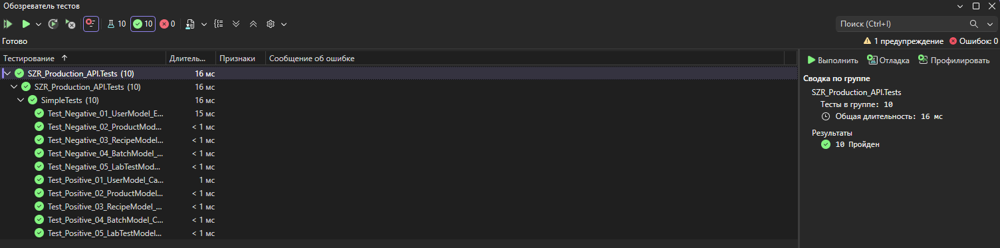 Обозреватель тестов
10 10 0
Поиск (Ctrl+I)
Готово
1 предупреждение Ошибок: 0
Тестирование Длитель... Признаки Сообщение об ошибке
SZR_Production_API.Tests (10) 16 мс
SZR_Production_API.Tests (10) 16 мс
SimpleTests (10) 16 мс
Test_Negative_01_UserModel_E... 15 мс
Test_Negative_02_ProductMod... < 1 мс
Test_Negative_03_RecipeModel... < 1 мс
Test_Negative_04_BatchModel_... < 1 мс
Test_Negative_05_LabTestMod... < 1 мс
Test_Positive_01_UserModel_Ca... 1 мс
Test_Positive_02_ProductModel... < 1 мс
Test_Positive_03_RecipeModel_... < 1 мс
Test_Positive_04_BatchModel_C... < 1 мс
Test_Positive_05_LabTestModel... < 1 мс
Выполнить Отладка Профилировать
Сводка по группе
SZR_Production_API.Tests
Тесты в группе: 10
Общая длительность: 16 мс
Результаты
10 Пройден